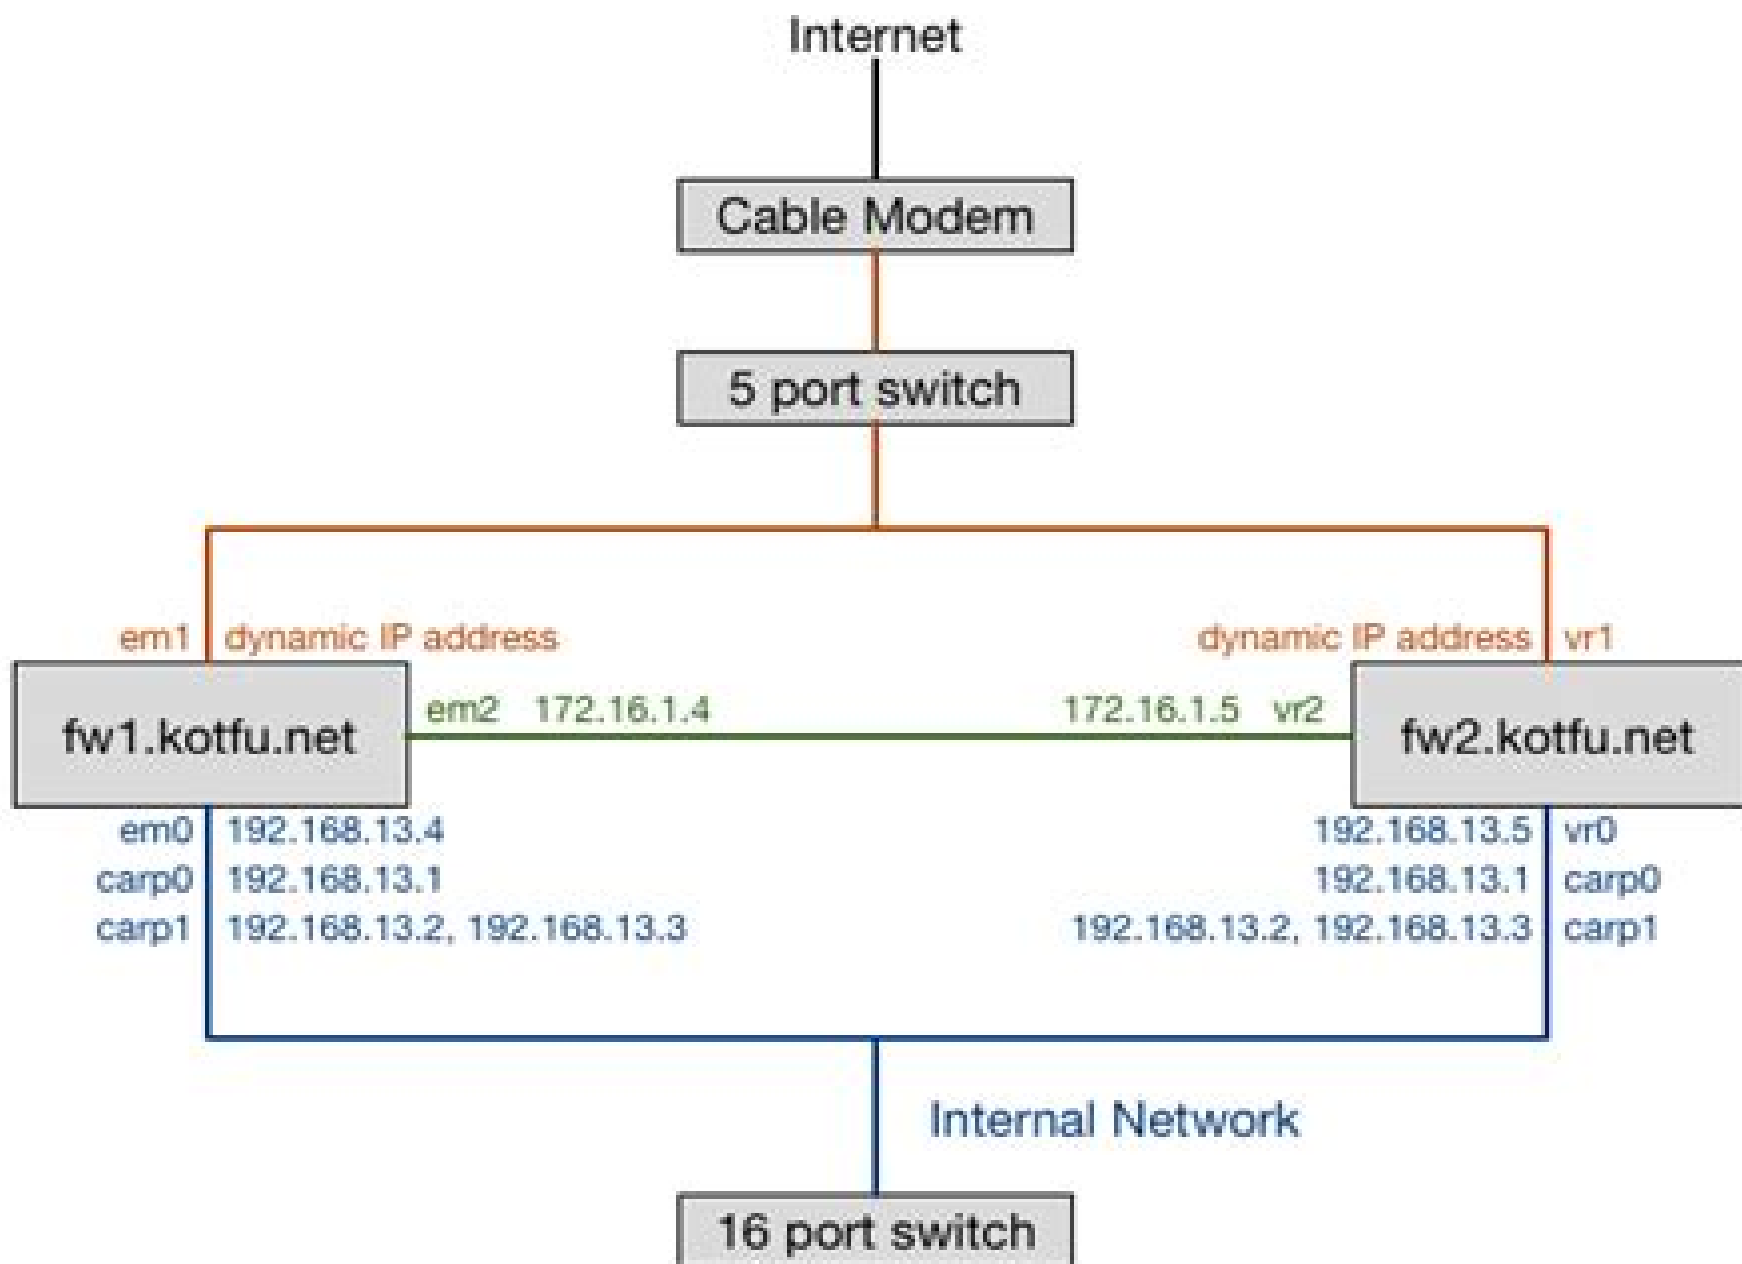 Internet
Cable Modem
5 port switch
em1 dynamic IP address
dynamic IP address vr1
fw1.kotfu.net
em2 172.16.1.4
172.16.1.5 vr2
fw2.kotfu.net
em0 192.168.13.4
carp0 192.168.13.1
carp1 192.168.13.2, 192.168.13.3
192.168.13.5 vr0
192.168.13.1 carp0
192.168.13.2, 192.168.13.3 carp1
Internal Network
16 port switch